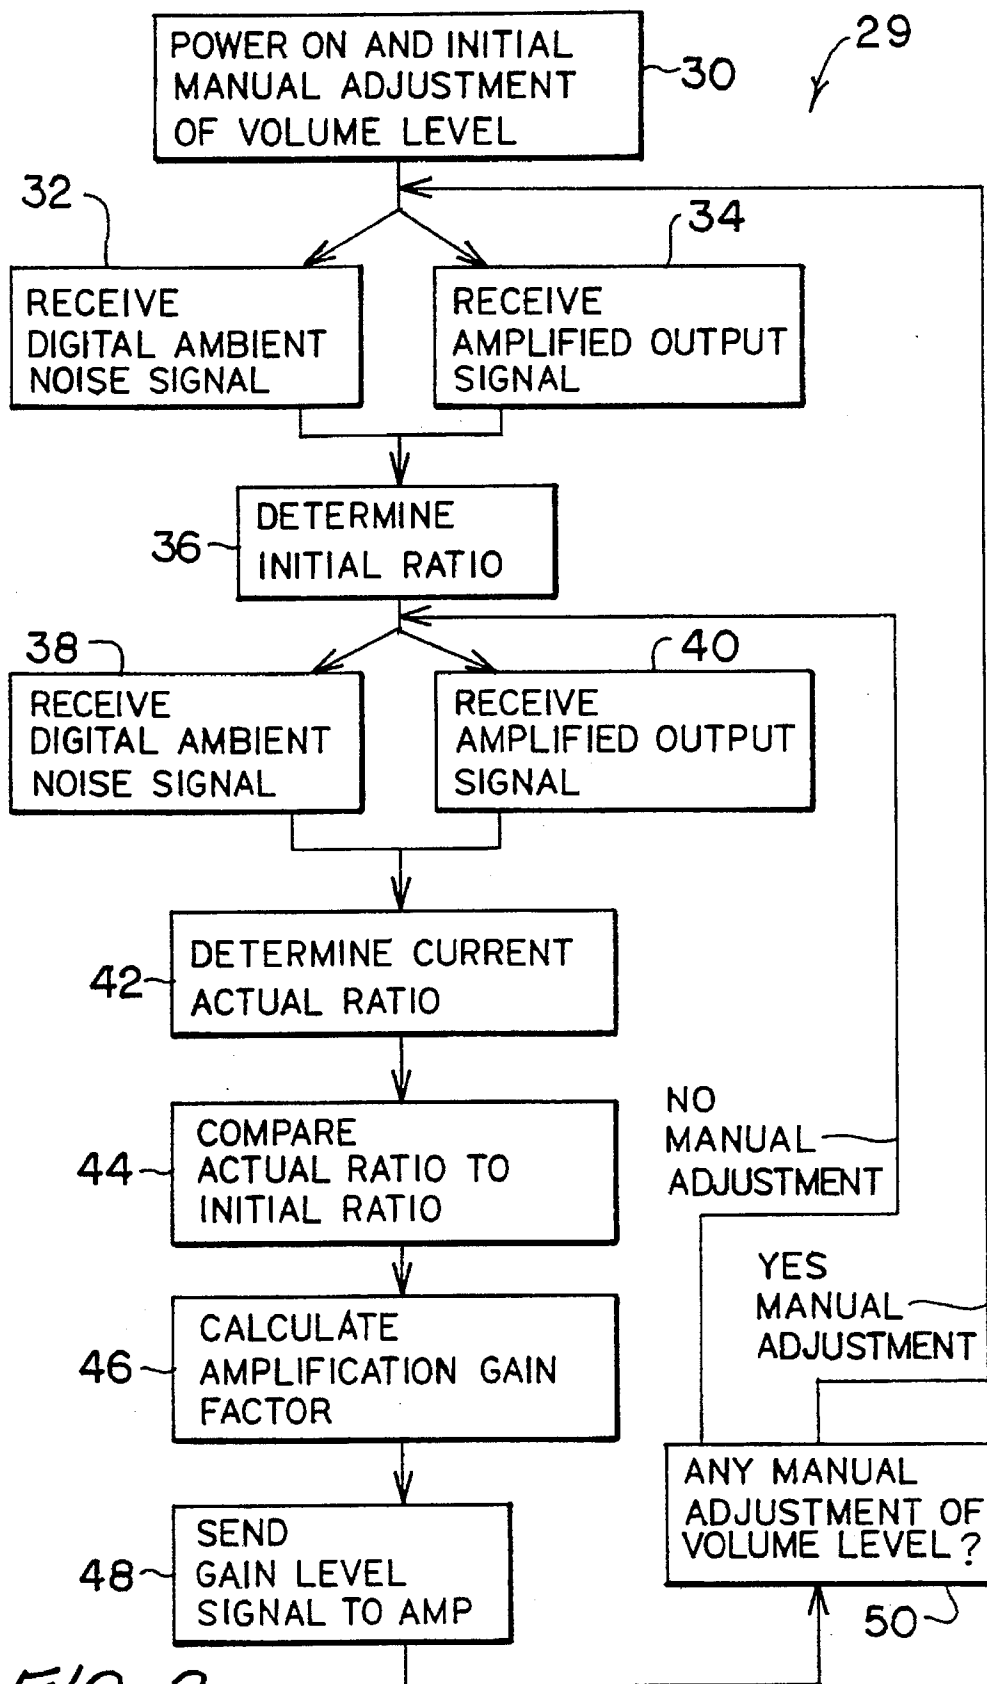 POWER ON AND INITIAL
MANUAL ADJUSTMENT
OF VOLUME LEVEL
30
29
32
34
RECEIVE
DIGITAL AMBIENT
NOISE SIGNAL
RECEIVE
AMPLIFIED OUTPUT
SIGNAL
36
DETERMINE
INITIAL RATIO
38
40
RECEIVE
DIGITAL AMBIENT
NOISE SIGNAL
RECEIVE
AMPLIFIED OUTPUT
SIGNAL
42
DETERMINE CURRENT
ACTUAL RATIO
NO
MANUAL
ADJUSTMENT
44
COMPARE
ACTUAL RATIO TO
INITIAL RATIO
YES
MANUAL
ADJUSTMENT
46
CALCULATE
AMPLIFICATION GAIN
FACTOR
ANY MANUAL
ADJUSTMENT OF
VOLUME LEVEL?
50
48
SEND
GAIN LEVEL
SIGNAL TO AMP